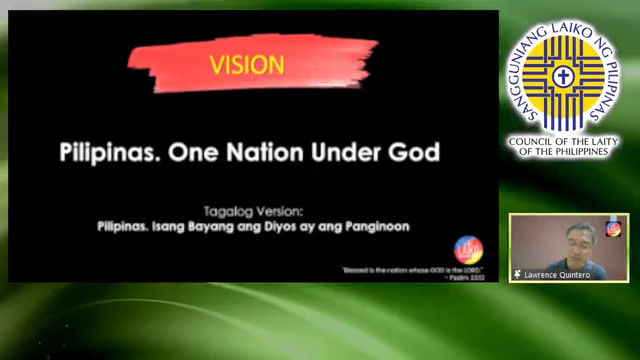 VISION
Pilipinas. One Nation Under God
Tagalog Version:
Pilipinas. Isang Bayang ang Diyos ay ang Panginoon
"Blessed is the nation whose GOD is the LORD."
- Psalm 33:12
SANGGUNIANG LAIKO NG PILIPINAS
COUNCIL OF THE LAITY
OF THE PHILIPPINES
Lawrence Quintero